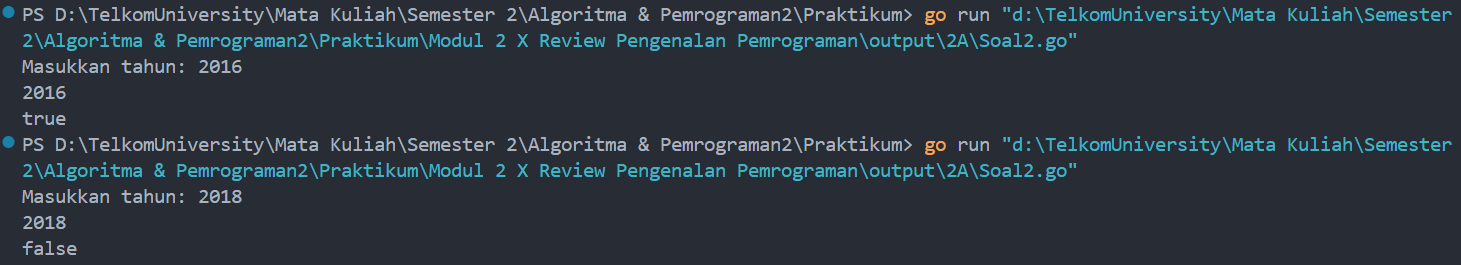 PS D:\TelkomUniversity\Mata Kuliah\Semester 2\Algoritma & Pemrograman2\Praktikum> go run "d:\TelkomUniversity\Mata Kuliah\Semester
2\Algoritma & Pemrograman2\Praktikum\Modul 2 X Review Pengenalan Pemrograman\output\2A\Soal2.go"
Masukkan tahun: 2016
2016
true
PS D:\TelkomUniversity\Mata Kuliah\Semester 2\Algoritma & Pemrograman2\Praktikum> go run "d:\TelkomUniversity\Mata Kuliah\Semester
2\Algoritma & Pemrograman2\Praktikum\Modul 2 X Review Pengenalan Pemrograman\output\2A\Soal2.go"
Masukkan tahun: 2018
2018
false